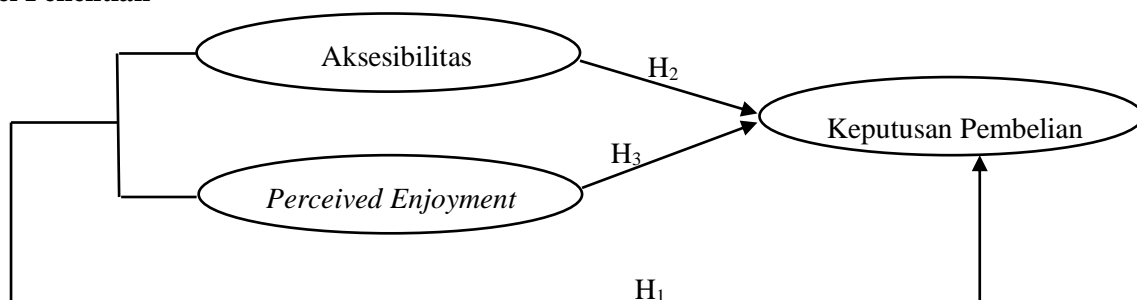 Aksesibilitas
H₂
Keputusan Pembelian
H₃
Perceived Enjoyment
H₁